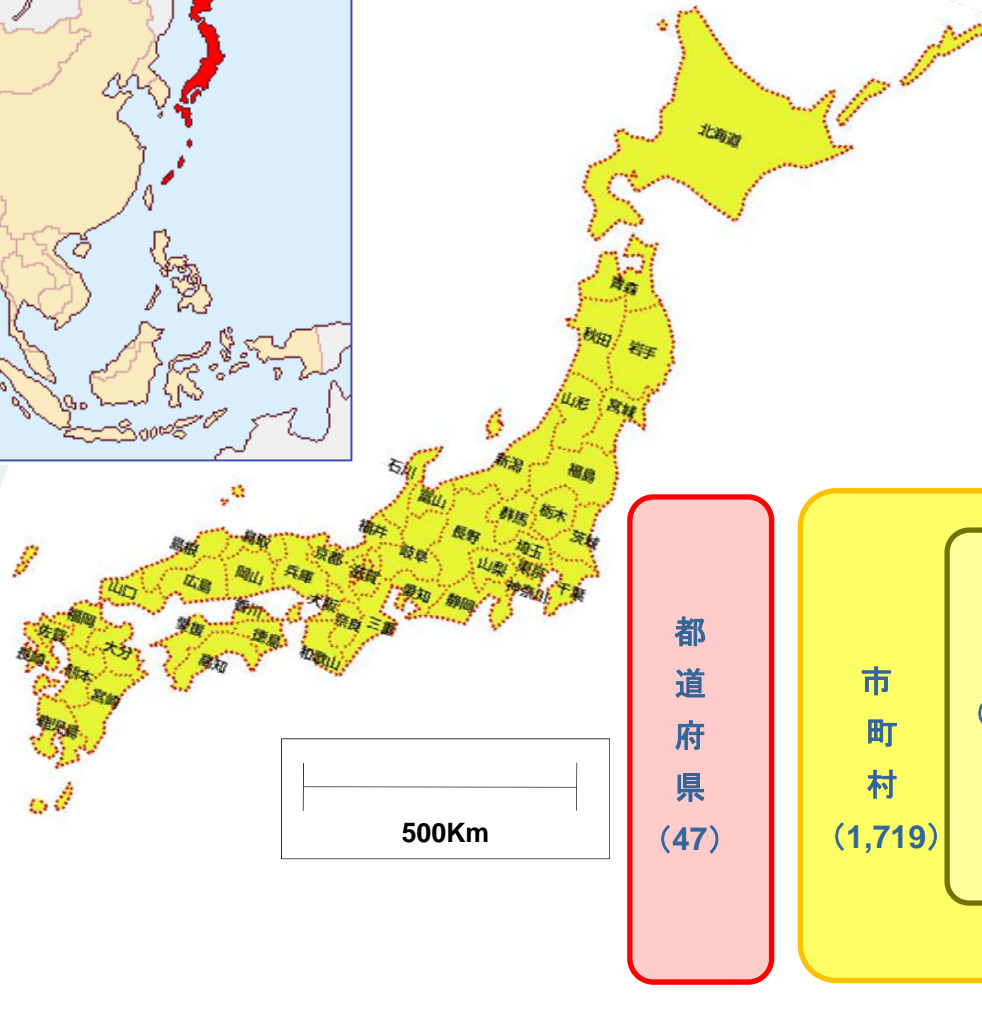 北海道
青森
秋田
岩手
山形
宮城
石川
新潟
福島
富山
群馬
栃木
福井
長野
茨城
島根
鳥取
京都
岐阜
埼玉
山口
広島
岡山
兵庫
滋賀
山梨
東京
愛知
静岡
神奈川
千葉
香川
大阪
奈良
三重
福岡
佐賀
愛媛
徳島
大分
長崎
高知
和歌山
熊本
宮崎
鹿児島
500Km
都
道
府
県
（47）
市
町
村
（1,719）
（